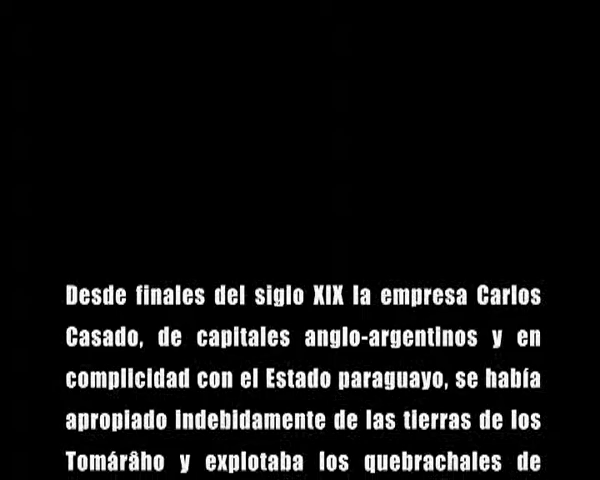 Desde finales del siglo XIX la empresa Carlos
Casado, de capitales anglo-argentinos y en
complicidad con el Estado paraguayo, se había
apropiado indebidamente de las tierras de los
Tomárâho y explotaba los quebrachales de